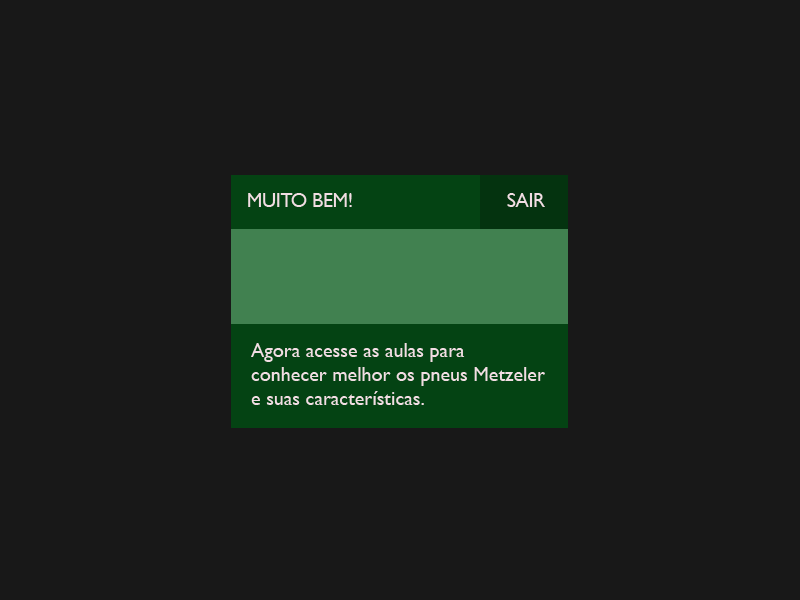 MUITO BEM!
SAIR
Agora acesse as aulas para
conhecer melhor os pneus Metzeler
e suas características.